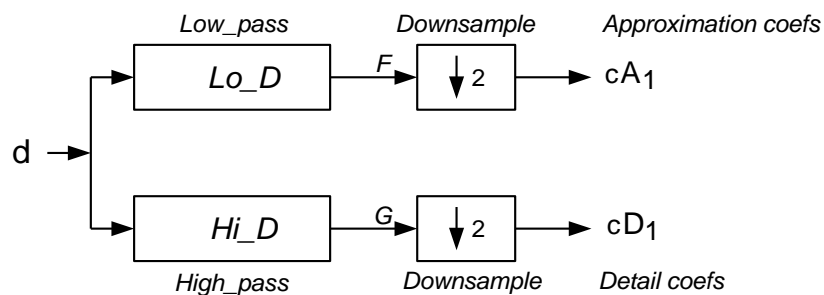 Low_pass Downsample Approximation coefs
Lo_D F ↓ 2 cA1
d
Hi_D G ↓ 2 cD1
High_pass Downsample Detail coefs